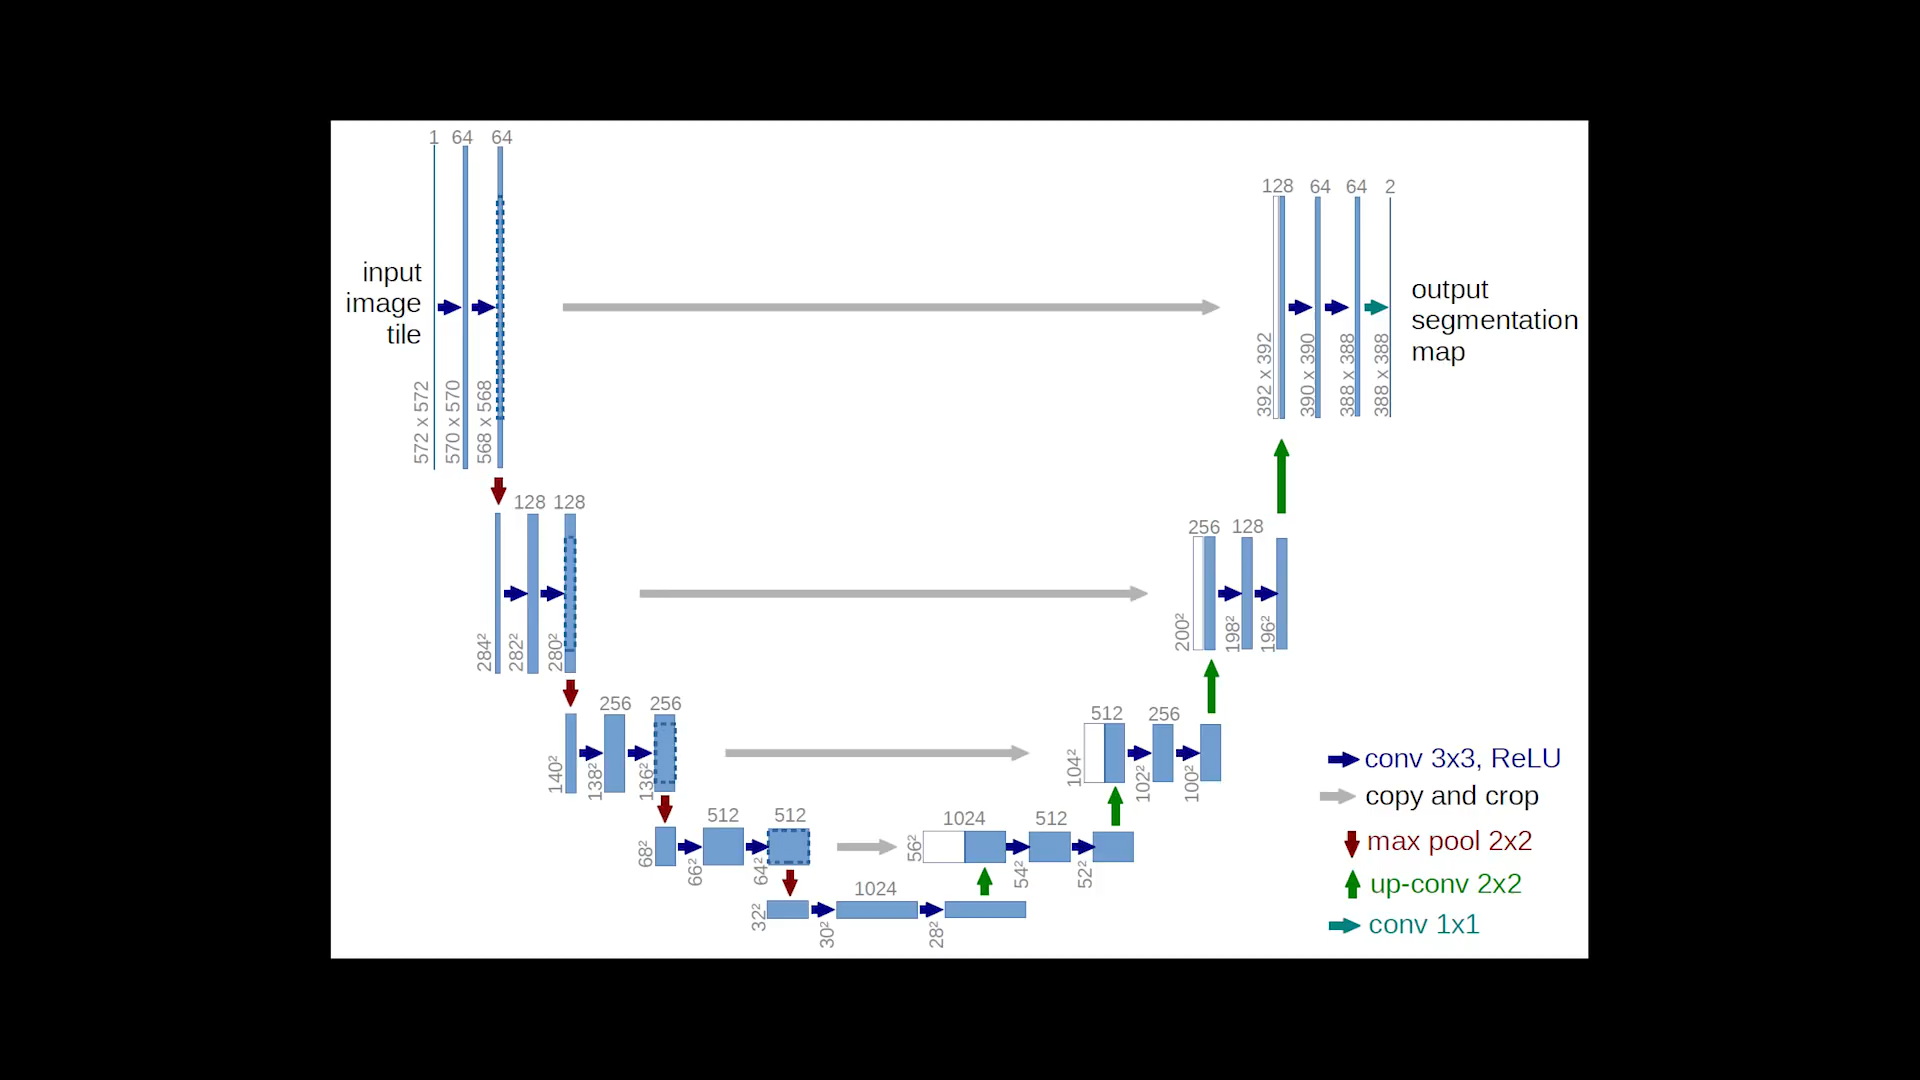 1 64 64
128 64 64 2
input
image
tile
output
segmentation
map
572 x 572
570 x 570
568 x 568
392 x 392
390 x 390
388 x 388
388 x 388
128 128
256 128
284²
282²
280²
200²
198²
196²
256 256
512 256
140²
138²
136²
104²
102²
100²
512 512
1024 512
68²
66²
64²
56²
54²
52²
1024
32²
30²
28²
conv 3x3, ReLU
copy and crop
max pool 2x2
up-conv 2x2
conv 1x1